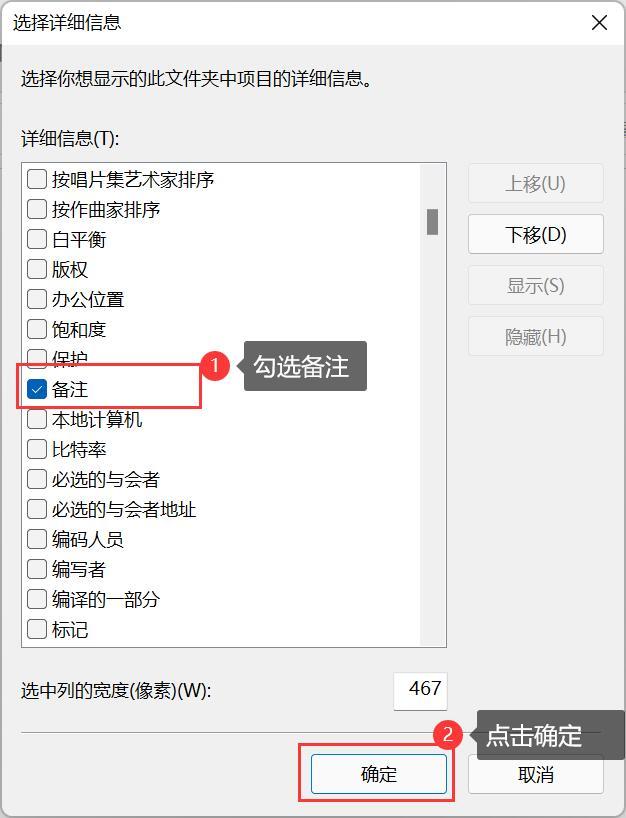 选择详细信息
选择你想显示的此文件夹中项目的详细信息。
详细信息(T):
按唱片集艺术家排序
按作曲家排序
白平衡
版权
办公位置
饱和度
保护
备注
1
勾选备注
本地计算机
比特率
必选的与会者
必选的与会者地址
编码人员
编写者
编译的一部分
标记
上移(U)
下移(D)
显示(S)
隐藏(H)
选中列的宽度(像素)(W):
467
2
点击确定
确定
取消